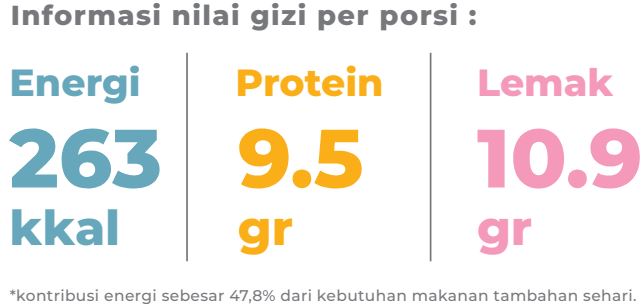 Informasi nilai gizi per porsi :
Energi
263
kkal
Protein
9.5
gr
Lemak
10.9
gr
*kontribusi energi sebesar 47,8% dari kebutuhan makanan tambahan sehari.